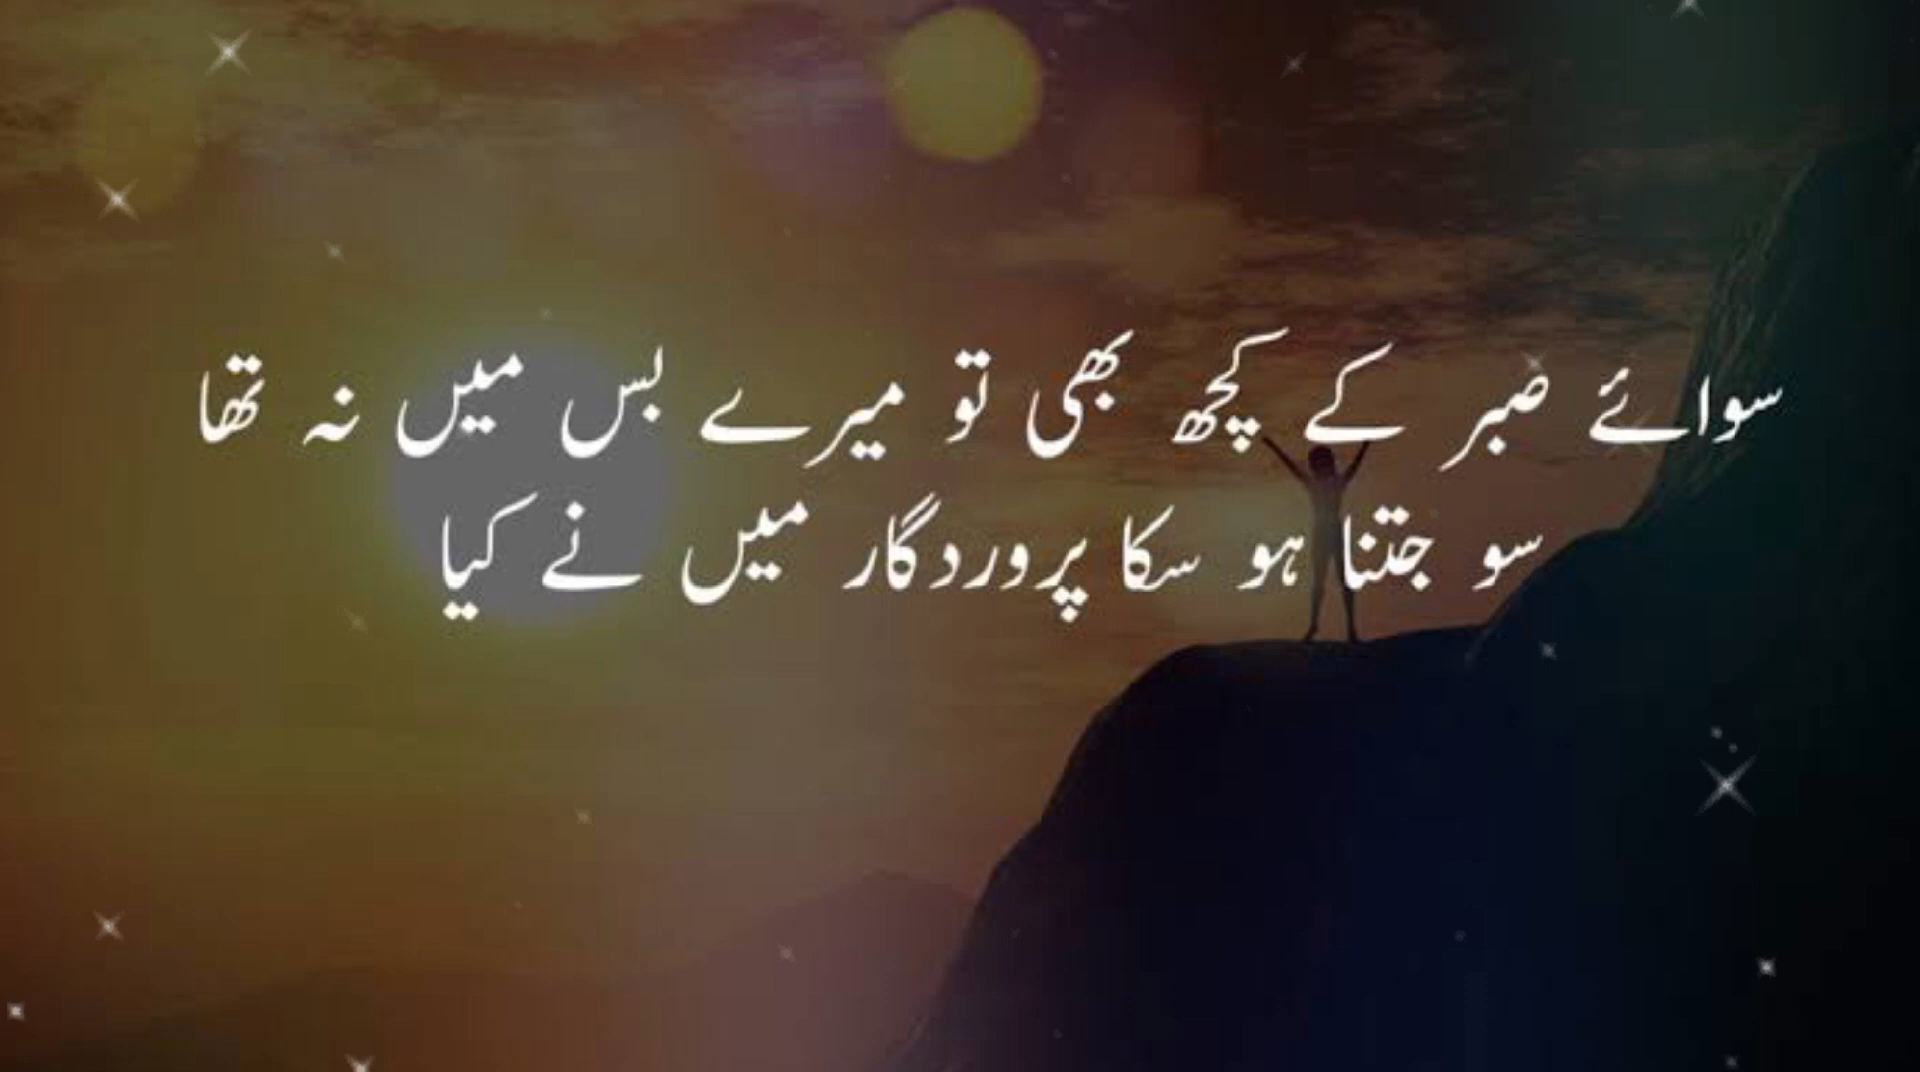 سوائے صبر کے کچھ بھی تو میرے بس میں نہ تھا
سو جتنا ہو سکا پروردگار میں نے کیا